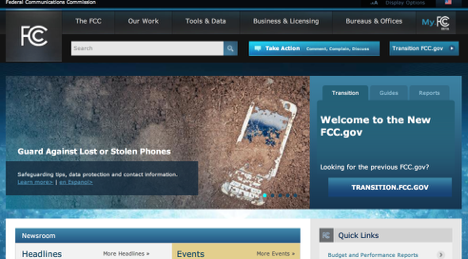 Federal Communications Commission
Display Options
FCC
The FCC
Our Work
Tools & Data
Business & Licensing
Bureaus & Offices
My FCC
Search
Take Action Comment, Complain, Discuss
Transition FCC.gov
Transition
Guides
Reports
Welcome to the New
FCC.gov
Guard Against Lost or Stolen Phones
Safeguarding tips, data protection and contact information.
Learn more> | en Espanol>
Looking for the previous FCC.gov?
TRANSITION.FCC.GOV
Newsroom
Headlines
More Headlines »
Events
More Events »
Quick Links
Budget and Performance Reports